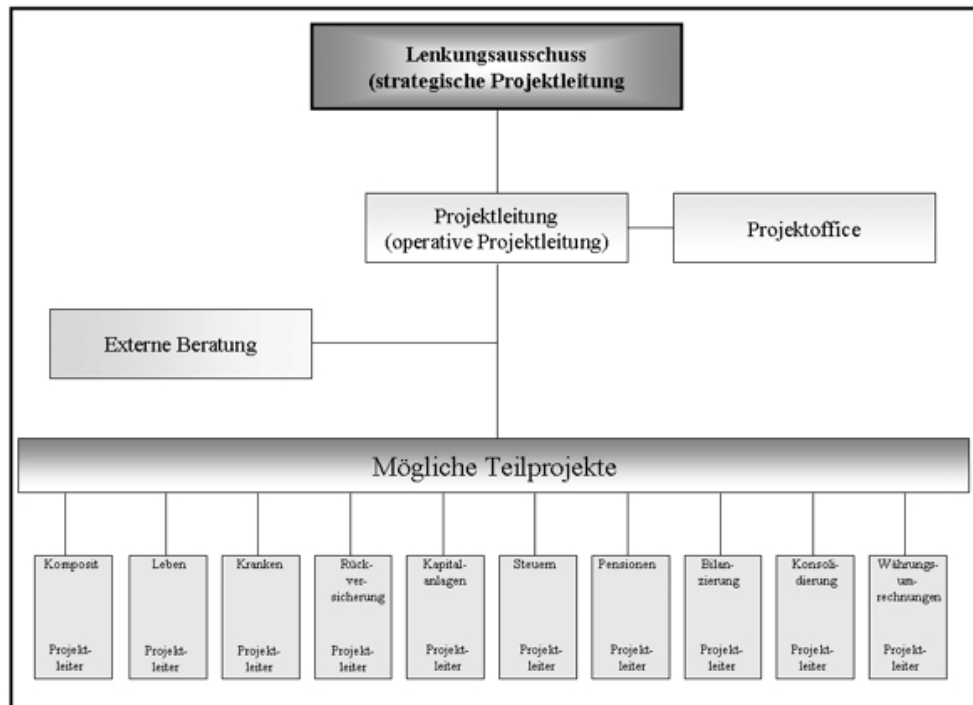 Lenkungsausschuss
(strategische Projektleitung
Projektleitung
(operative Projektleitung)
Projektoffice
Externe Beratung
Mögliche Teilprojekte
Komposit
Projekt-
leiter
Leben
Projekt-
leiter
Kranken
Projekt-
leiter
Rück-
ver-
sicherung
Projekt-
leiter
Kapital-
anlagen
Projekt-
leiter
Steuern
Projekt-
leiter
Pensionen
Projekt-
leiter
Bilan-
zierung
Projekt-
leiter
Konsoli-
dierung
Projekt-
leiter
Währungs-
um-
rechnungen
Projekt-
leiter